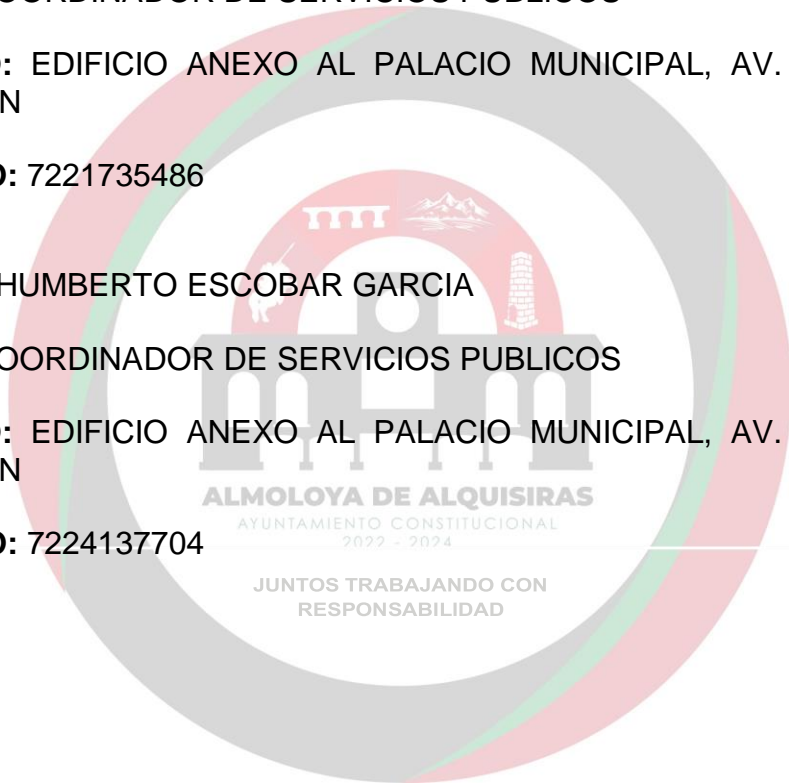 COORDINADOR DE SERVICIOS PUBLICOS
O: EDIFICIO ANEXO AL PALACIO MUNICIPAL, AV.
N
O: 7221735486
HUMBERTO ESCOBAR GARCIA
COORDINADOR DE SERVICIOS PUBLICOS
O: EDIFICIO ANEXO AL PALACIO MUNICIPAL, AV.
N
ALMOLOYA DE ALQUISIRAS
AYUNTAMIENTO CONSTITUCIONAL
O: 7224137704
2022 - 2024
JUNTOS TRABAJANDO CON
RESPONSABILIDAD